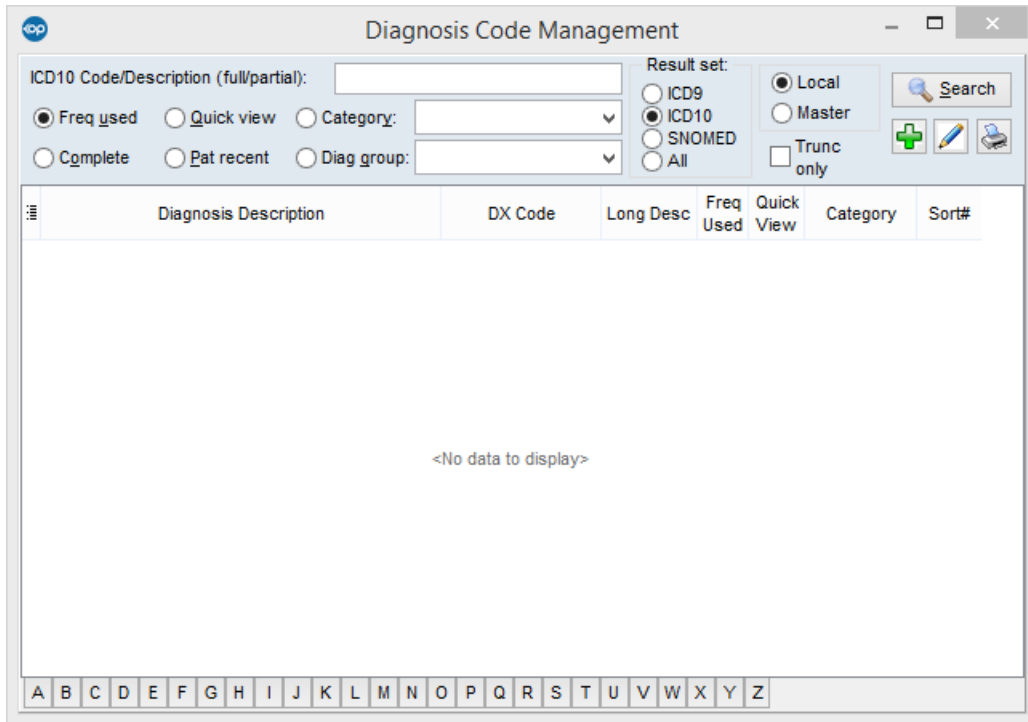 op
Diagnosis Code Management
ICD10 Code/Description (full/partial):
Freq used
Quick view
Category:
Complete
Pat recent
Diag group:
Result set:
ICD9
ICD10
SNOMED
All
Local
Master
Trunc
only
Search
Diagnosis Description
DX Code
Long Desc
Freq
Used
Quick
View
Category
Sort#
<No data to display>
A B C D E F G H I J K L M N O P Q R S T U V W X Y Z